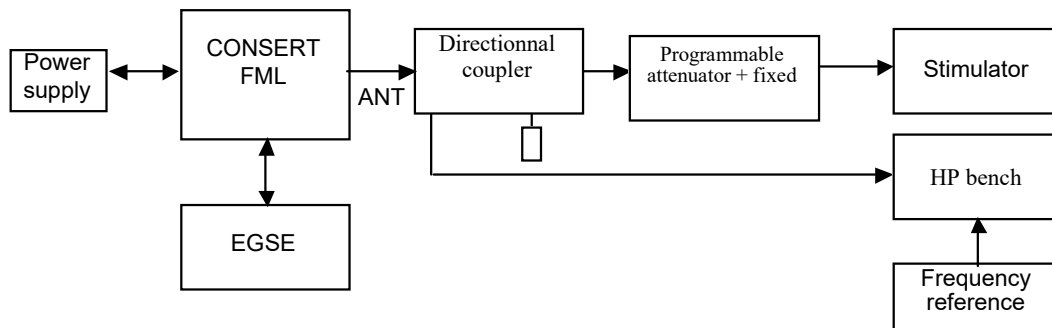 Power
supply
CONSERT
FML
ANT
Directionnal
coupler
Programmable
attenuator + fixed
Stimulator
HP bench
EGSE
Frequency
reference